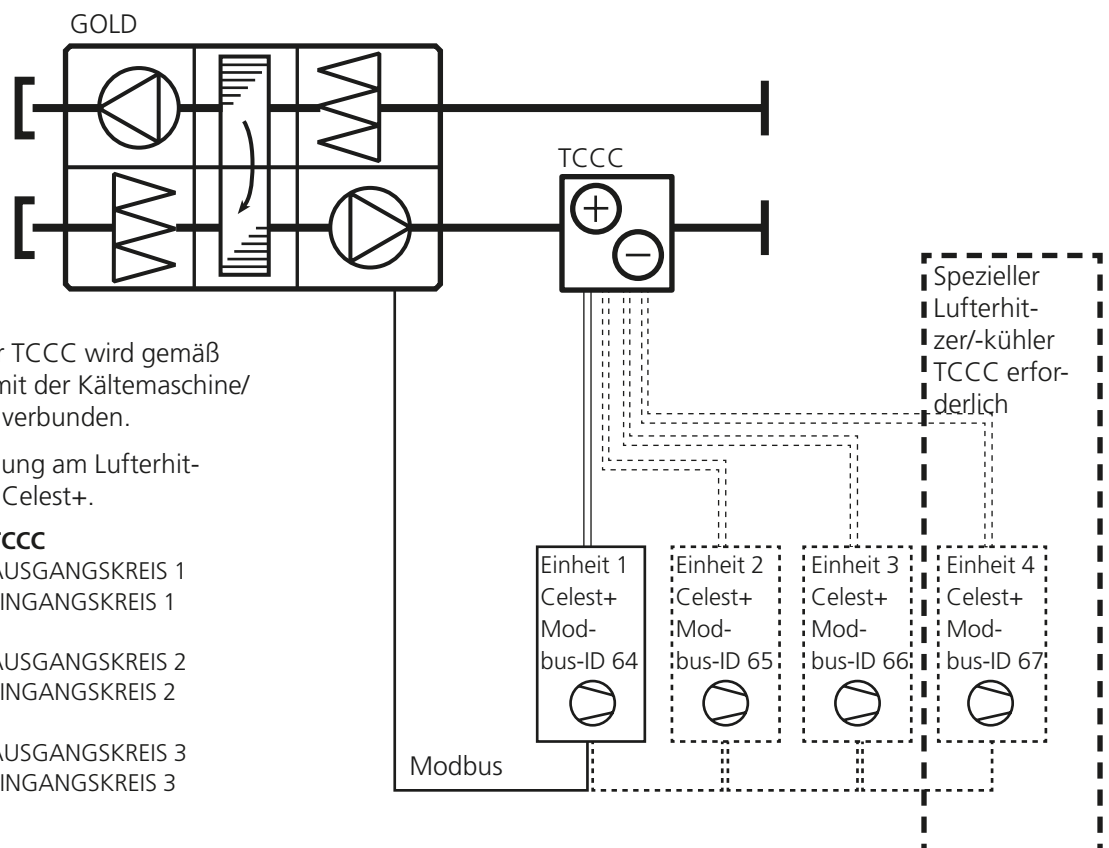 GOLD
TCCC
Spezieller
Lufterhit-
zer/-kühler
TCCC erfor-
derlich
TCCC wird gemäß
mit der Kältemaschine/
verbunden.
ung am Lufterhit-
Celest+.
TCCC
AUSGANGSKREIS 1
INGANGSKREIS 1
AUSGANGSKREIS 2
INGANGSKREIS 2
AUSGANGSKREIS 3
INGANGSKREIS 3
Einheit 1
Celest+
Mod-
bus-ID 64
Einheit 2
Celest+
Mod-
bus-ID 65
Einheit 3
Celest+
Mod-
bus-ID 66
Einheit 4
Celest+
Mod-
bus-ID 67
Modbus